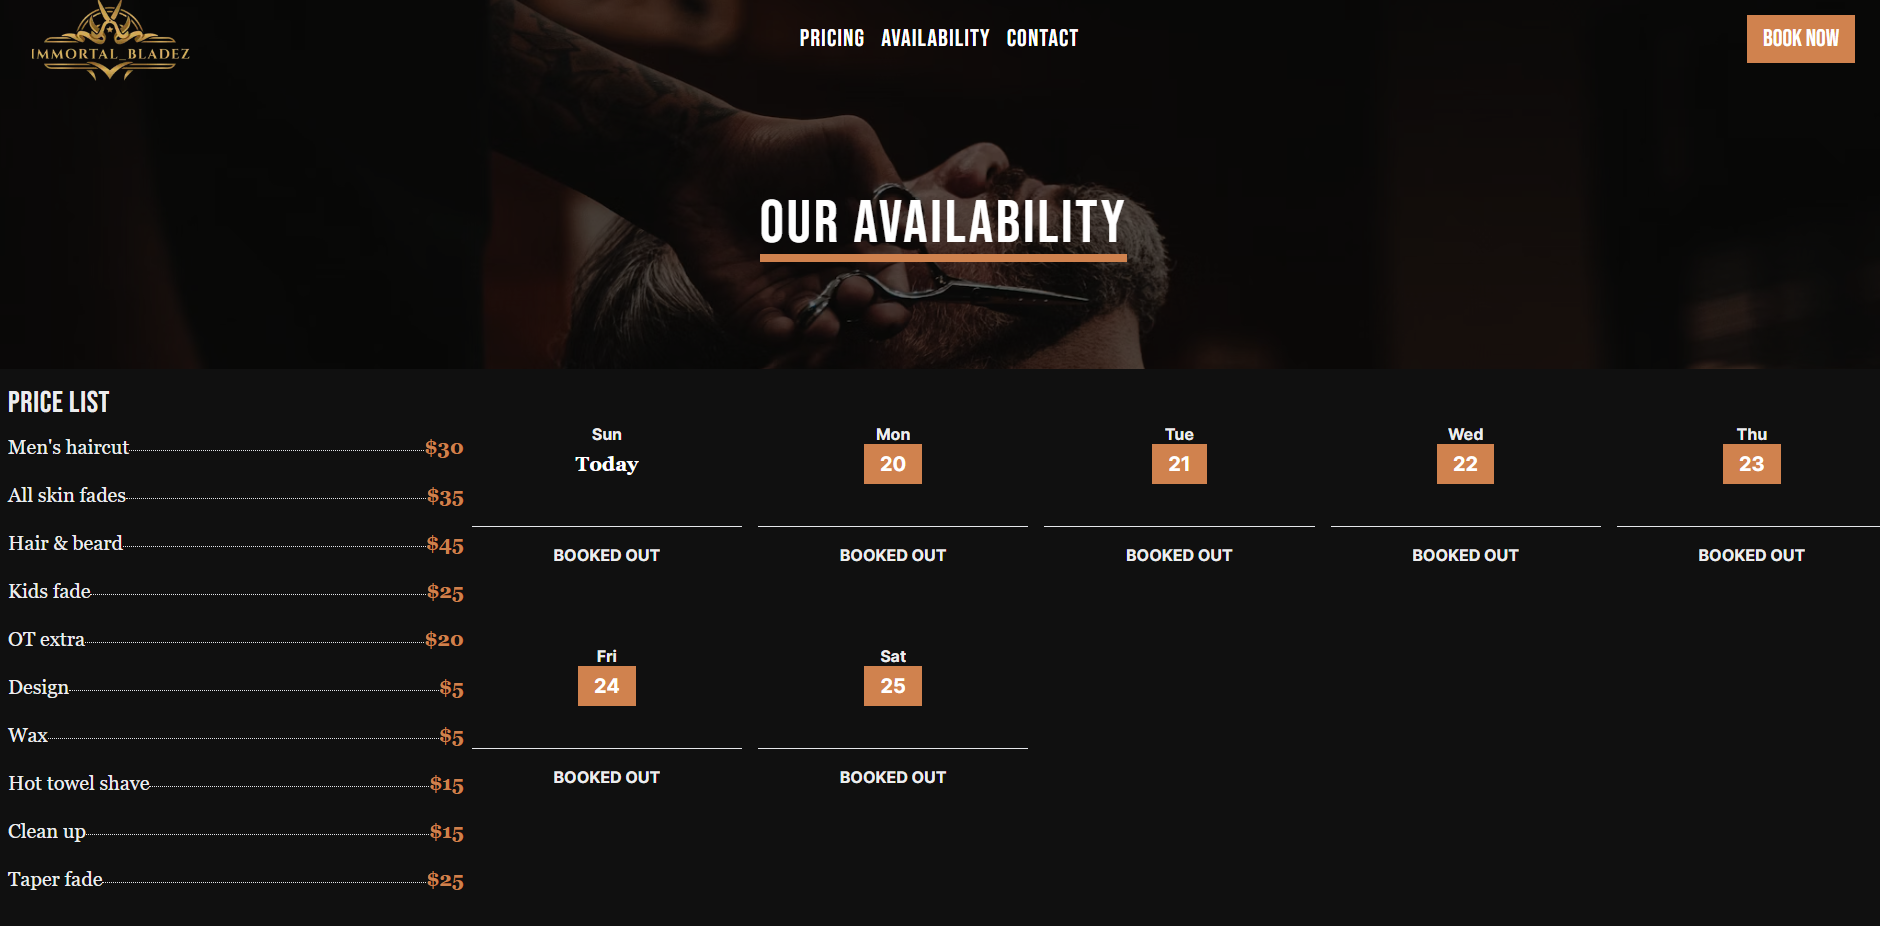 IMMORTAL_BLADEZ
PRICING AVAILABILITY CONTACT
BOOK NOW
OUR AVAILABILITY
PRICE LIST
Men's haircut $30
All skin fades $35
Hair & beard $45
Kids fade $25
OT extra $20
Design $5
Wax $5
Hot towel shave $15
Clean up $15
Taper fade $25
Sun
Today
BOOKED OUT
Mon
20
BOOKED OUT
Tue
21
BOOKED OUT
Wed
22
BOOKED OUT
Thu
23
BOOKED OUT
Fri
24
BOOKED OUT
Sat
25
BOOKED OUT